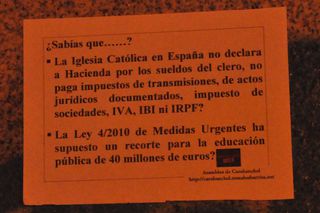 ¿Sabías que……?
▪ La Iglesia Católica en España no declara
a Hacienda por los sueldos del clero, no
paga impuestos de transmisiones, de actos
jurídicos documentados, impuesto de
sociedades, IVA, IBI ni IRPF?
▪ La Ley 4/2010 de Medidas Urgentes ha
supuesto un recorte para la educación
pública de 40 millones de euros?
Asamblea de Carabanchel